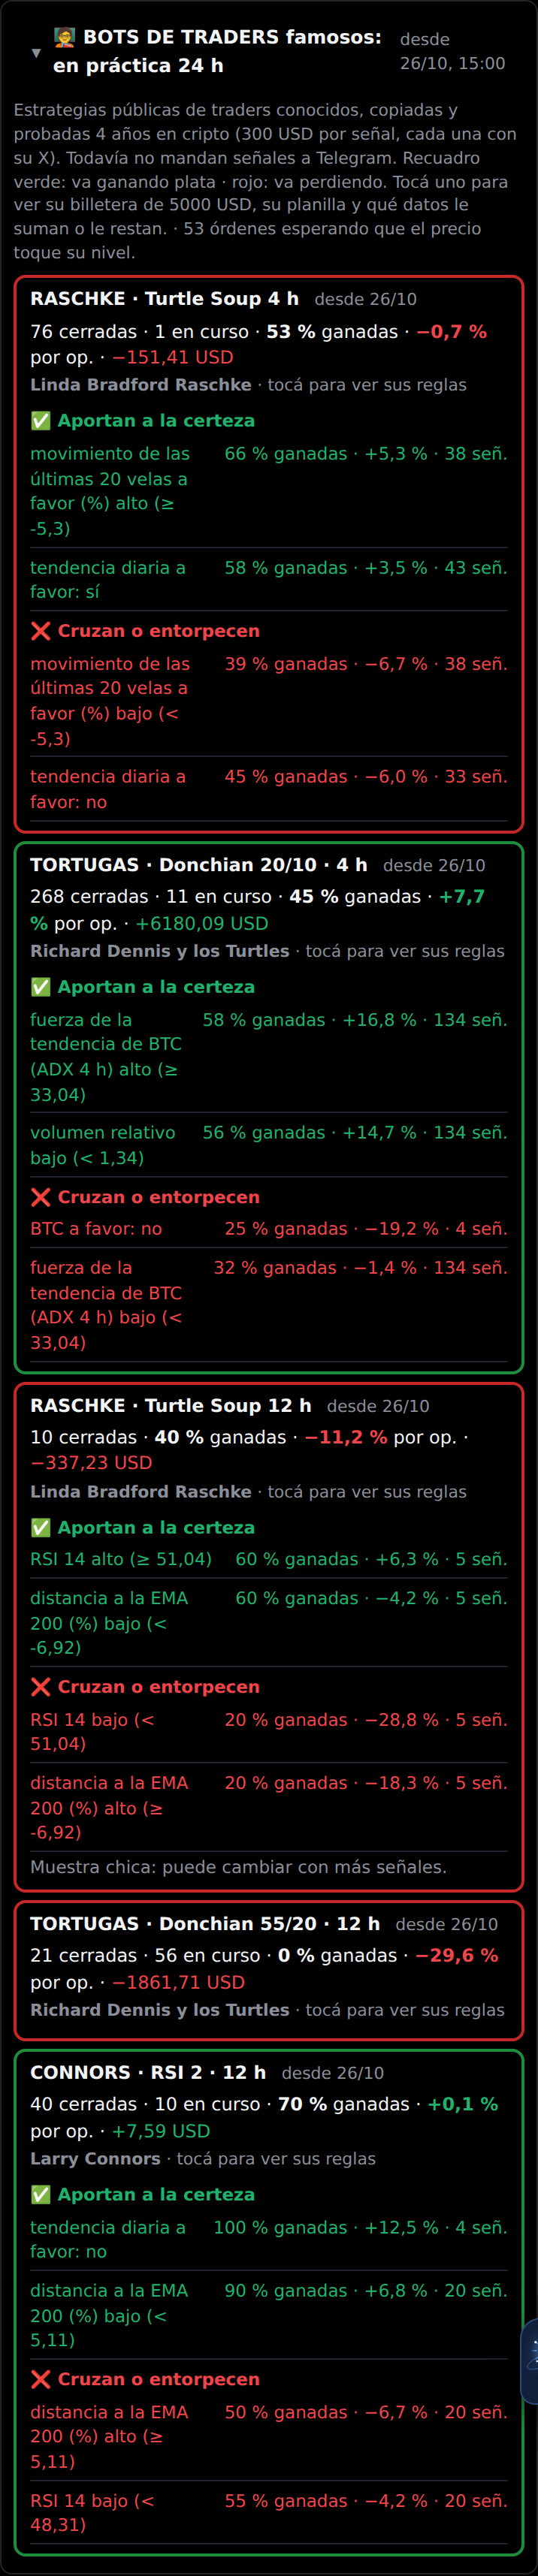 ▼ 🧑‍🏫 BOTS DE TRADERS famosos: desde
en práctica 24 h 26/10, 15:00
Estrategias públicas de traders conocidos, copiadas y
probadas 4 años en cripto (300 USD por señal, cada una con
su X). Todavía no mandan señales a Telegram. Recuadro
verde: va ganando plata · rojo: va perdiendo. Tocá uno para
ver su billetera de 5000 USD, su planilla y qué datos le
suman o le restan. · 53 órdenes esperando que el precio
toque su nivel.
RASCHKE · Turtle Soup 4 h desde 26/10
76 cerradas · 1 en curso · 53 % ganadas · −0,7 %
por op. · −151,41 USD
Linda Bradford Raschke · tocá para ver sus reglas
✅ Aportan a la certeza
movimiento de las 66 % ganadas · +5,3 % · 38 señ.
últimas 20 velas a
favor (%) alto (≥
-5,3)
tendencia diaria a 58 % ganadas · +3,5 % · 43 señ.
favor: sí
❌ Cruzan o entorpecen
movimiento de las 39 % ganadas · −6,7 % · 38 señ.
últimas 20 velas a
favor (%) bajo (<
-5,3)
tendencia diaria a 45 % ganadas · −6,0 % · 33 señ.
favor: no
TORTUGAS · Donchian 20/10 · 4 h desde 26/10
268 cerradas · 11 en curso · 45 % ganadas · +7,7
% por op. · +6180,09 USD
Richard Dennis y los Turtles · tocá para ver sus reglas
✅ Aportan a la certeza
fuerza de la 58 % ganadas · +16,8 % · 134 señ.
tendencia de BTC
(ADX 4 h) alto (≥
33,04)
volumen relativo 56 % ganadas · +14,7 % · 134 señ.
bajo (< 1,34)
❌ Cruzan o entorpecen
BTC a favor: no 25 % ganadas · −19,2 % · 4 señ.
fuerza de la 32 % ganadas · −1,4 % · 134 señ.
tendencia de BTC
(ADX 4 h) bajo (<
33,04)
RASCHKE · Turtle Soup 12 h desde 26/10
10 cerradas · 40 % ganadas · −11,2 % por op. ·
−337,23 USD
Linda Bradford Raschke · tocá para ver sus reglas
✅ Aportan a la certeza
RSI 14 alto (≥ 51,04) 60 % ganadas · +6,3 % · 5 señ.
distancia a la EMA 60 % ganadas · −4,2 % · 5 señ.
200 (%) bajo (<
-6,92)
❌ Cruzan o entorpecen
RSI 14 bajo (< 20 % ganadas · −28,8 % · 5 señ.
51,04)
distancia a la EMA 20 % ganadas · −18,3 % · 5 señ.
200 (%) alto (≥
-6,92)
Muestra chica: puede cambiar con más señales.
TORTUGAS · Donchian 55/20 · 12 h desde 26/10
21 cerradas · 56 en curso · 0 % ganadas · −29,6 %
por op. · −1861,71 USD
Richard Dennis y los Turtles · tocá para ver sus reglas
CONNORS · RSI 2 · 12 h desde 26/10
40 cerradas · 10 en curso · 70 % ganadas · +0,1 %
por op. · +7,59 USD
Larry Connors · tocá para ver sus reglas
✅ Aportan a la certeza
tendencia diaria a 100 % ganadas · +12,5 % · 4 señ.
favor: no
distancia a la EMA 90 % ganadas · +6,8 % · 20 señ.
200 (%) bajo (<
5,11)
❌ Cruzan o entorpecen
distancia a la EMA 50 % ganadas · −6,7 % · 20 señ.
200 (%) alto (≥
5,11)
RSI 14 bajo (< 55 % ganadas · −4,2 % · 20 señ.
48,31)